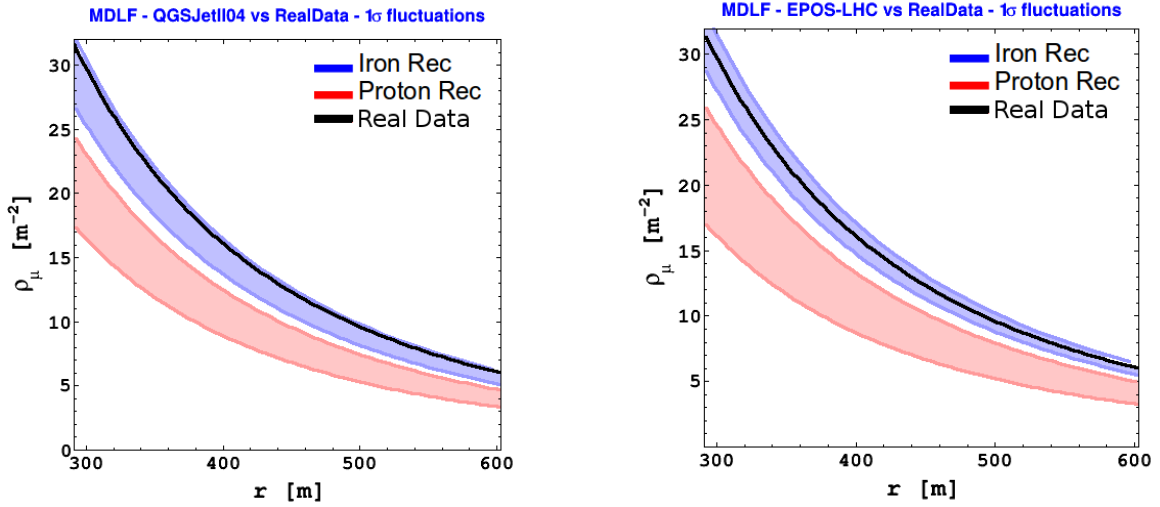 MDLF - QGSJetII04 vs RealData - 1σ fluctuations
Iron Rec
Proton Rec
Real Data
ρμ [m−2]
30
25
20
15
10
5
0
300 400 500 600
r [m]
MDLF - EPOS-LHC vs RealData - 1σ fluctuations
Iron Rec
Proton Rec
Real Data
ρμ [m−2]
30
25
20
15
10
5
300 400 500 600
r [m]